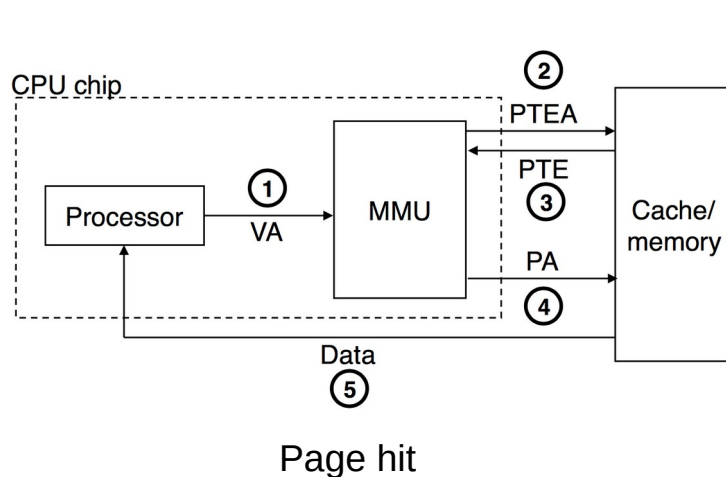 CPU chip
2
PTEA
PTE
3
1
VA
Processor
MMU
Cache/
memory
PA
4
Data
5
Page hit